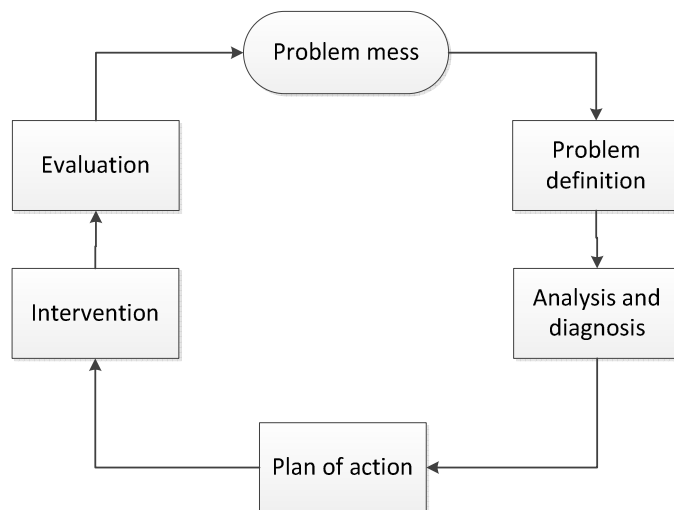 Problem mess
Problem
definition
Analysis and
diagnosis
Plan of action
Intervention
Evaluation